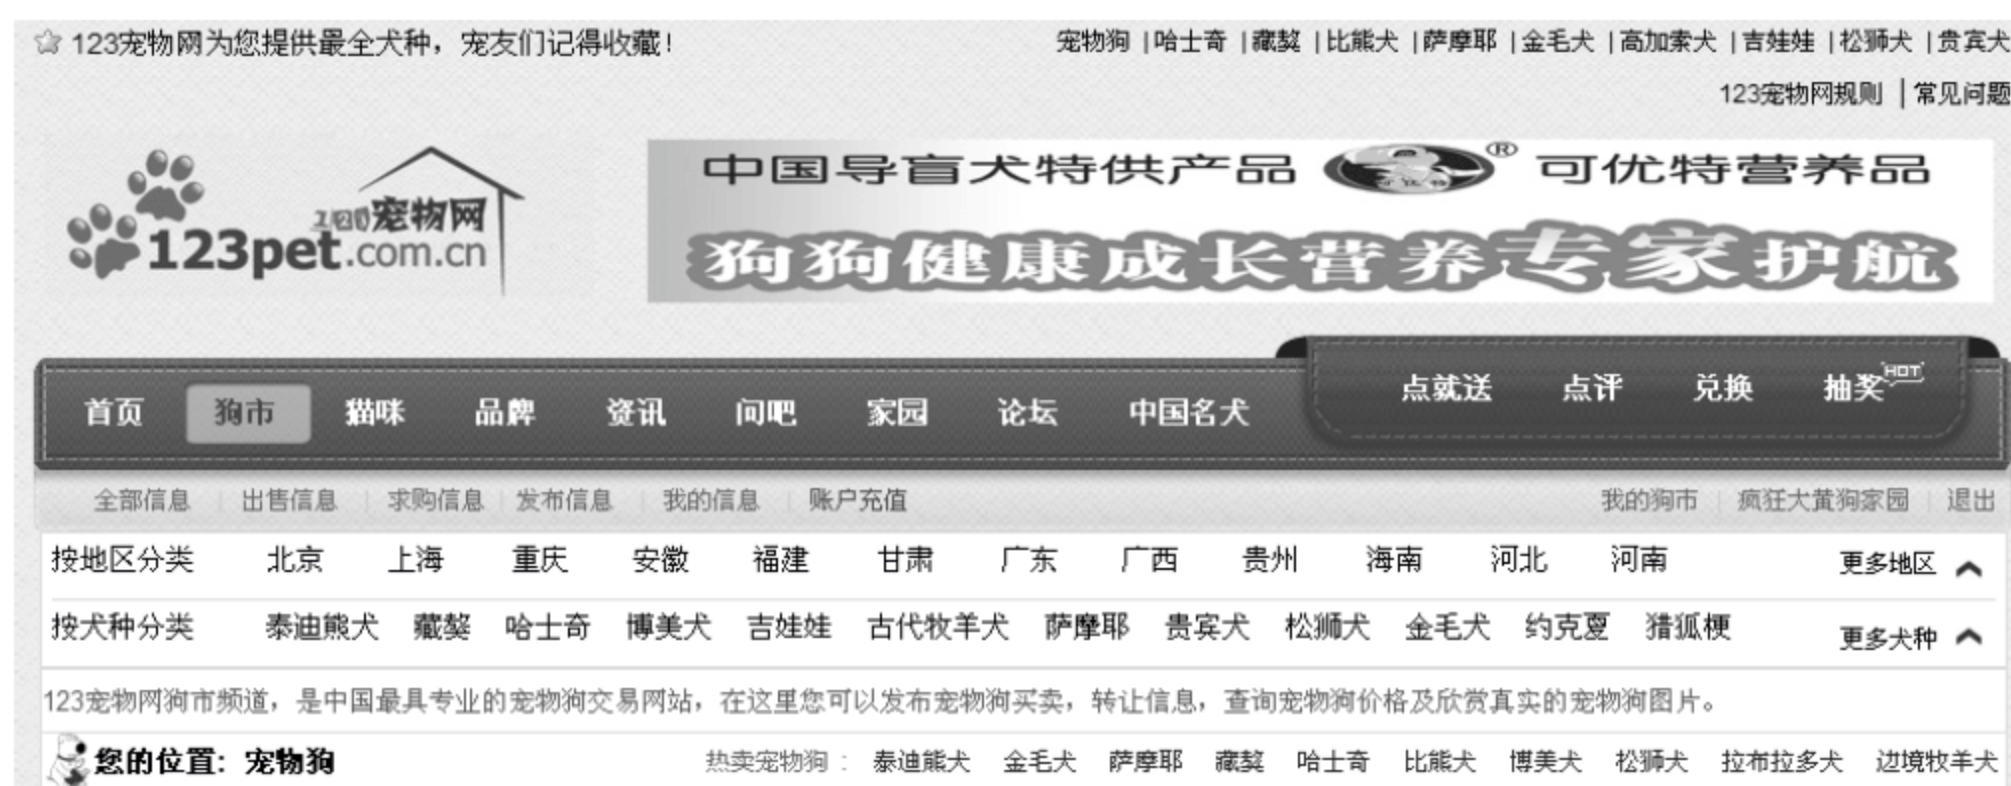 123宠物网为您提供最全犬种，宠友们记得收藏！
宠物狗 |哈士奇 |藏獒 |比熊犬 |萨摩耶 |金毛犬 |高加索犬 |吉娃娃 |松狮犬 |贵宾犬
123宠物网规则 |常见问题
宠物网
123pet.com.cn
中国导盲犬特供产品 ® 可优特营养品
狗狗健康成长营养专家护航
首页 狗市 猫咪 品牌 资讯 问吧 家园 论坛 中国名犬 点就送 点评 兑换 抽奖 HOT
全部信息 | 出售信息 | 求购信息 | 发布信息 | 我的信息 | 账户充值 我的狗市 | 疯狂大黄狗家园 | 退出
按地区分类 北京 上海 重庆 安徽 福建 甘肃 广东 广西 贵州 海南 河北 河南 更多地区
按犬种分类 泰迪熊犬 藏獒 哈士奇 博美犬 吉娃娃 古代牧羊犬 萨摩耶 贵宾犬 松狮犬 金毛犬 约克夏 猎狐梗 更多犬种
123宠物网狗市频道，是中国最具专业的宠物狗交易网站，在这里您可以发布宠物狗买卖，转让信息，查询宠物狗价格及欣赏真实的宠物狗图片。
您的位置：宠物狗 热卖宠物狗： 泰迪熊犬 金毛犬 萨摩耶 藏獒 哈士奇 比熊犬 博美犬 松狮犬 拉布拉多犬 边境牧羊犬